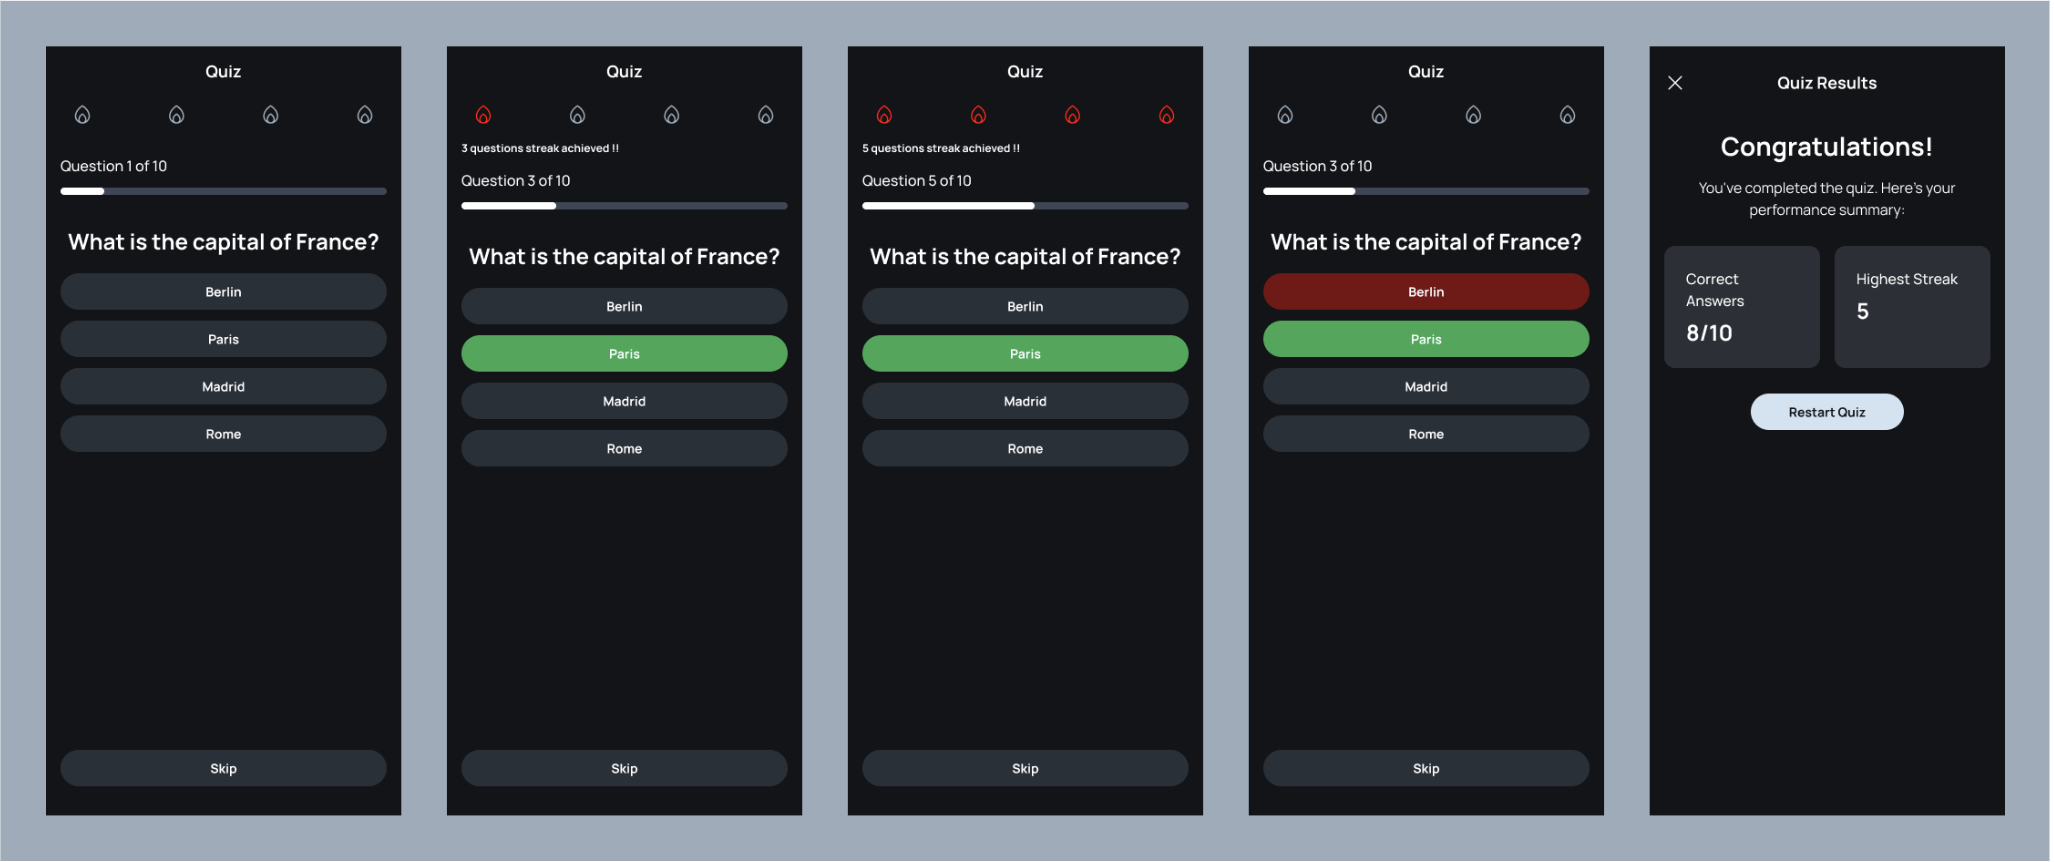 Quiz
Question 1 of 10
What is the capital of France?
Berlin
Paris
Madrid
Rome
Skip
Quiz
3 questions streak achieved !!
Question 3 of 10
What is the capital of France?
Berlin
Paris
Madrid
Rome
Skip
Quiz
5 questions streak achieved !!
Question 5 of 10
What is the capital of France?
Berlin
Paris
Madrid
Rome
Skip
Quiz
Question 3 of 10
What is the capital of France?
Berlin
Paris
Madrid
Rome
Skip
Quiz Results
Congratulations!
You've completed the quiz. Here's your
performance summary:
Correct
Answers
8/10
Highest Streak
5
Restart Quiz